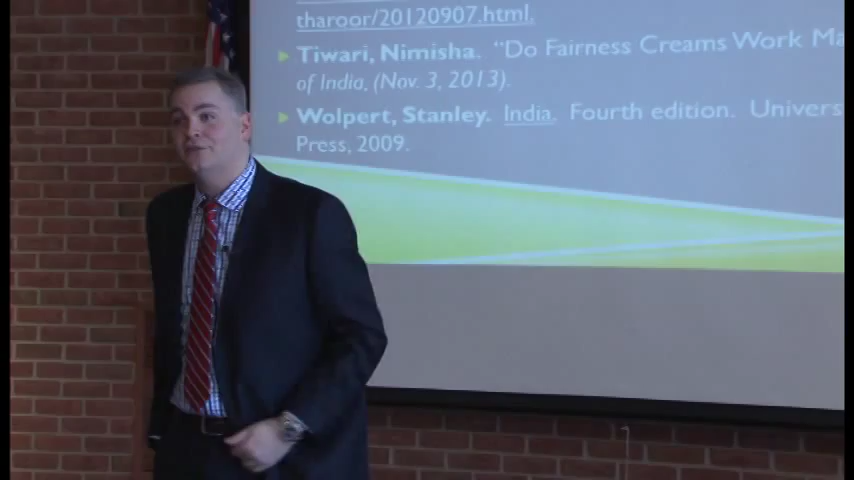 tharoor/20120907.html.
Tiwari, Nimisha. “Do Fairness Creams Work Ma
of India, (Nov. 3, 2013).
Wolpert, Stanley. India. Fourth edition. Univers
Press, 2009.